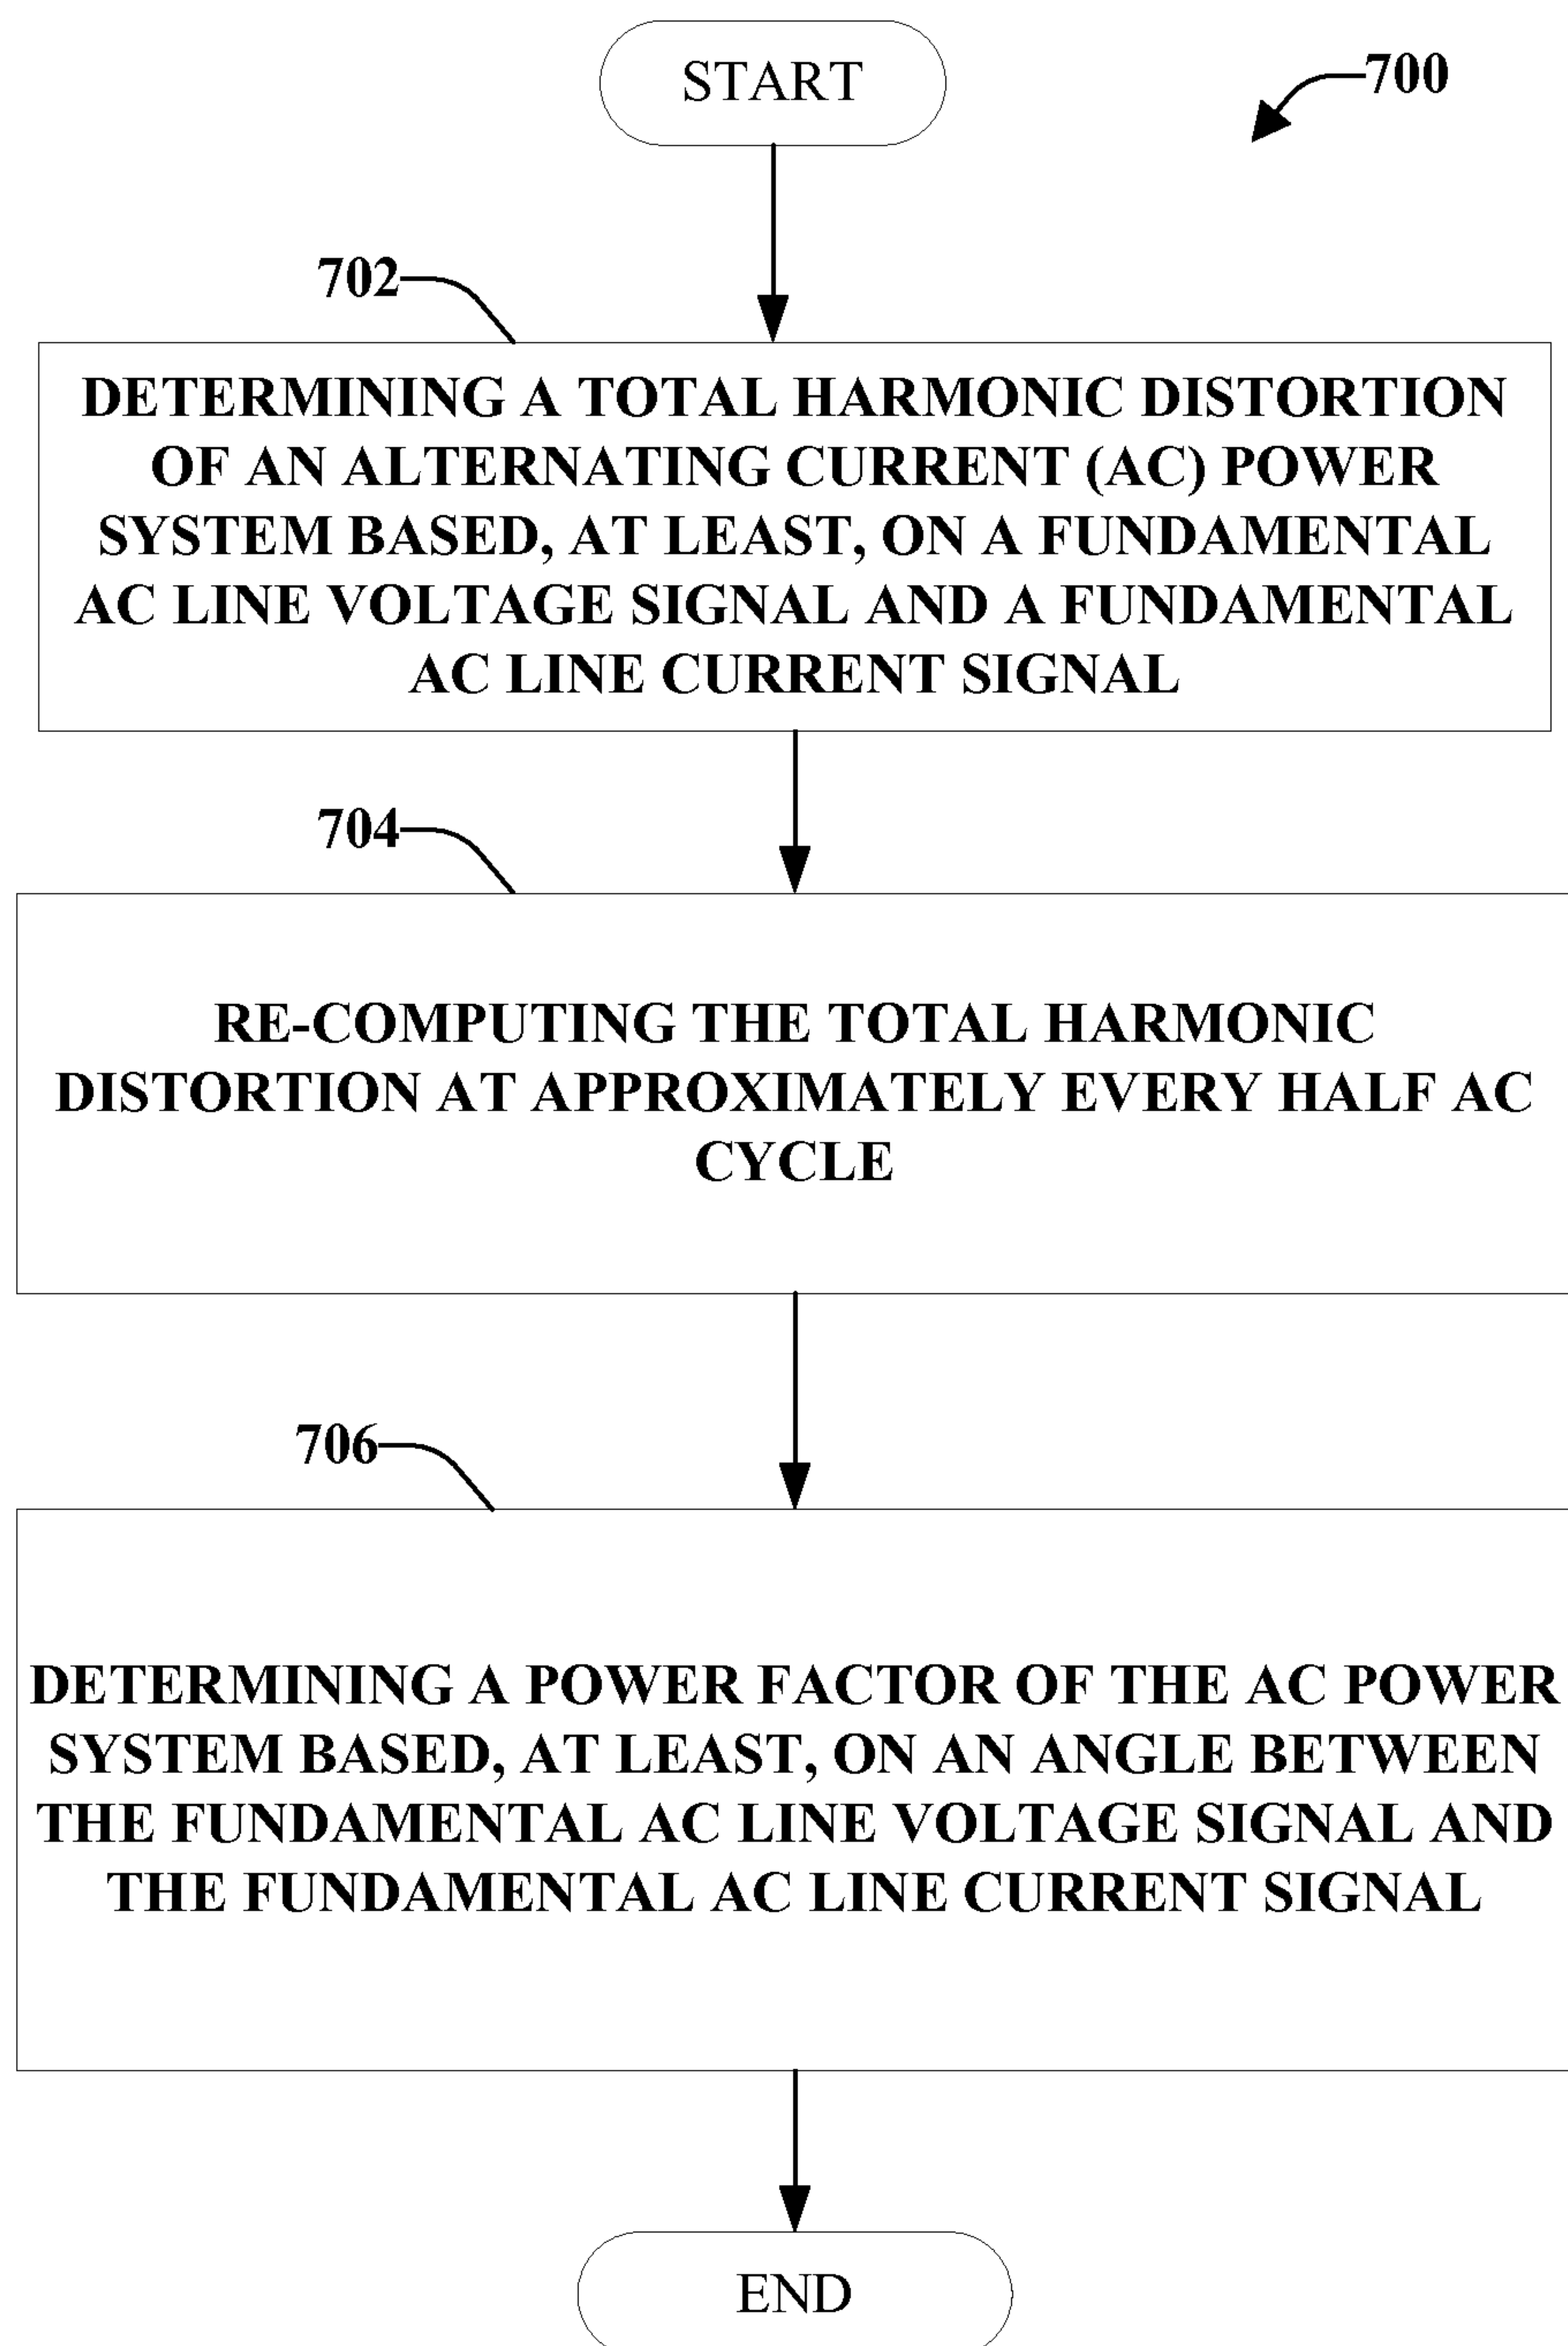 START
700
702
DETERMINING A TOTAL HARMONIC DISTORTION
OF AN ALTERNATING CURRENT (AC) POWER
SYSTEM BASED, AT LEAST, ON A FUNDAMENTAL
AC LINE VOLTAGE SIGNAL AND A FUNDAMENTAL
AC LINE CURRENT SIGNAL
704
RE-COMPUTING THE TOTAL HARMONIC
DISTORTION AT APPROXIMATELY EVERY HALF AC
CYCLE
706
DETERMINING A POWER FACTOR OF THE AC POWER
SYSTEM BASED, AT LEAST, ON AN ANGLE BETWEEN
THE FUNDAMENTAL AC LINE VOLTAGE SIGNAL AND
THE FUNDAMENTAL AC LINE CURRENT SIGNAL
END